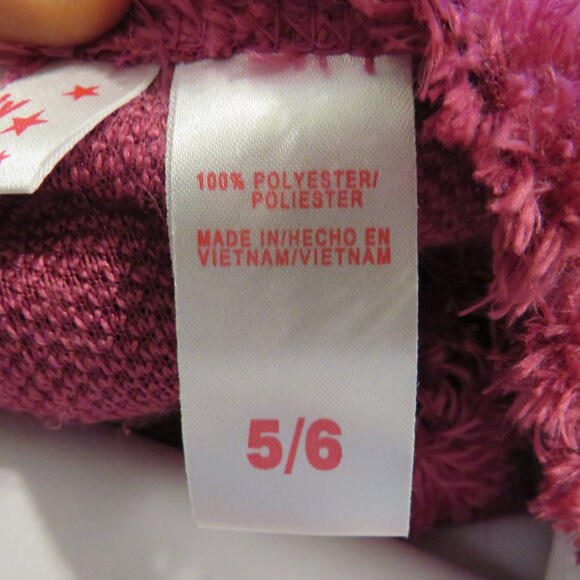 100% POLYESTER/
POLIESTER
MADE IN/HECHO EN
VIETNAM/VIETNAM
5/6